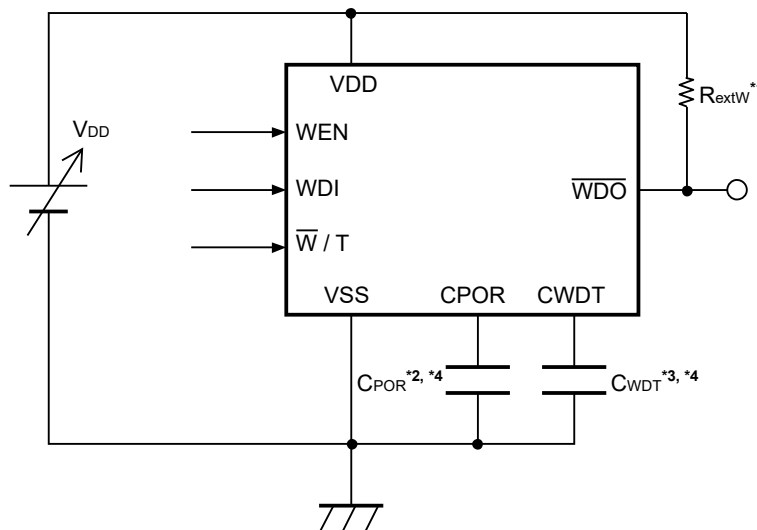 VDD
VDD
RextW*
WEN
WDI
WDO
W / T
VSS
CPOR
CWDT
CPOR*2, *4
CWDT*3, *4